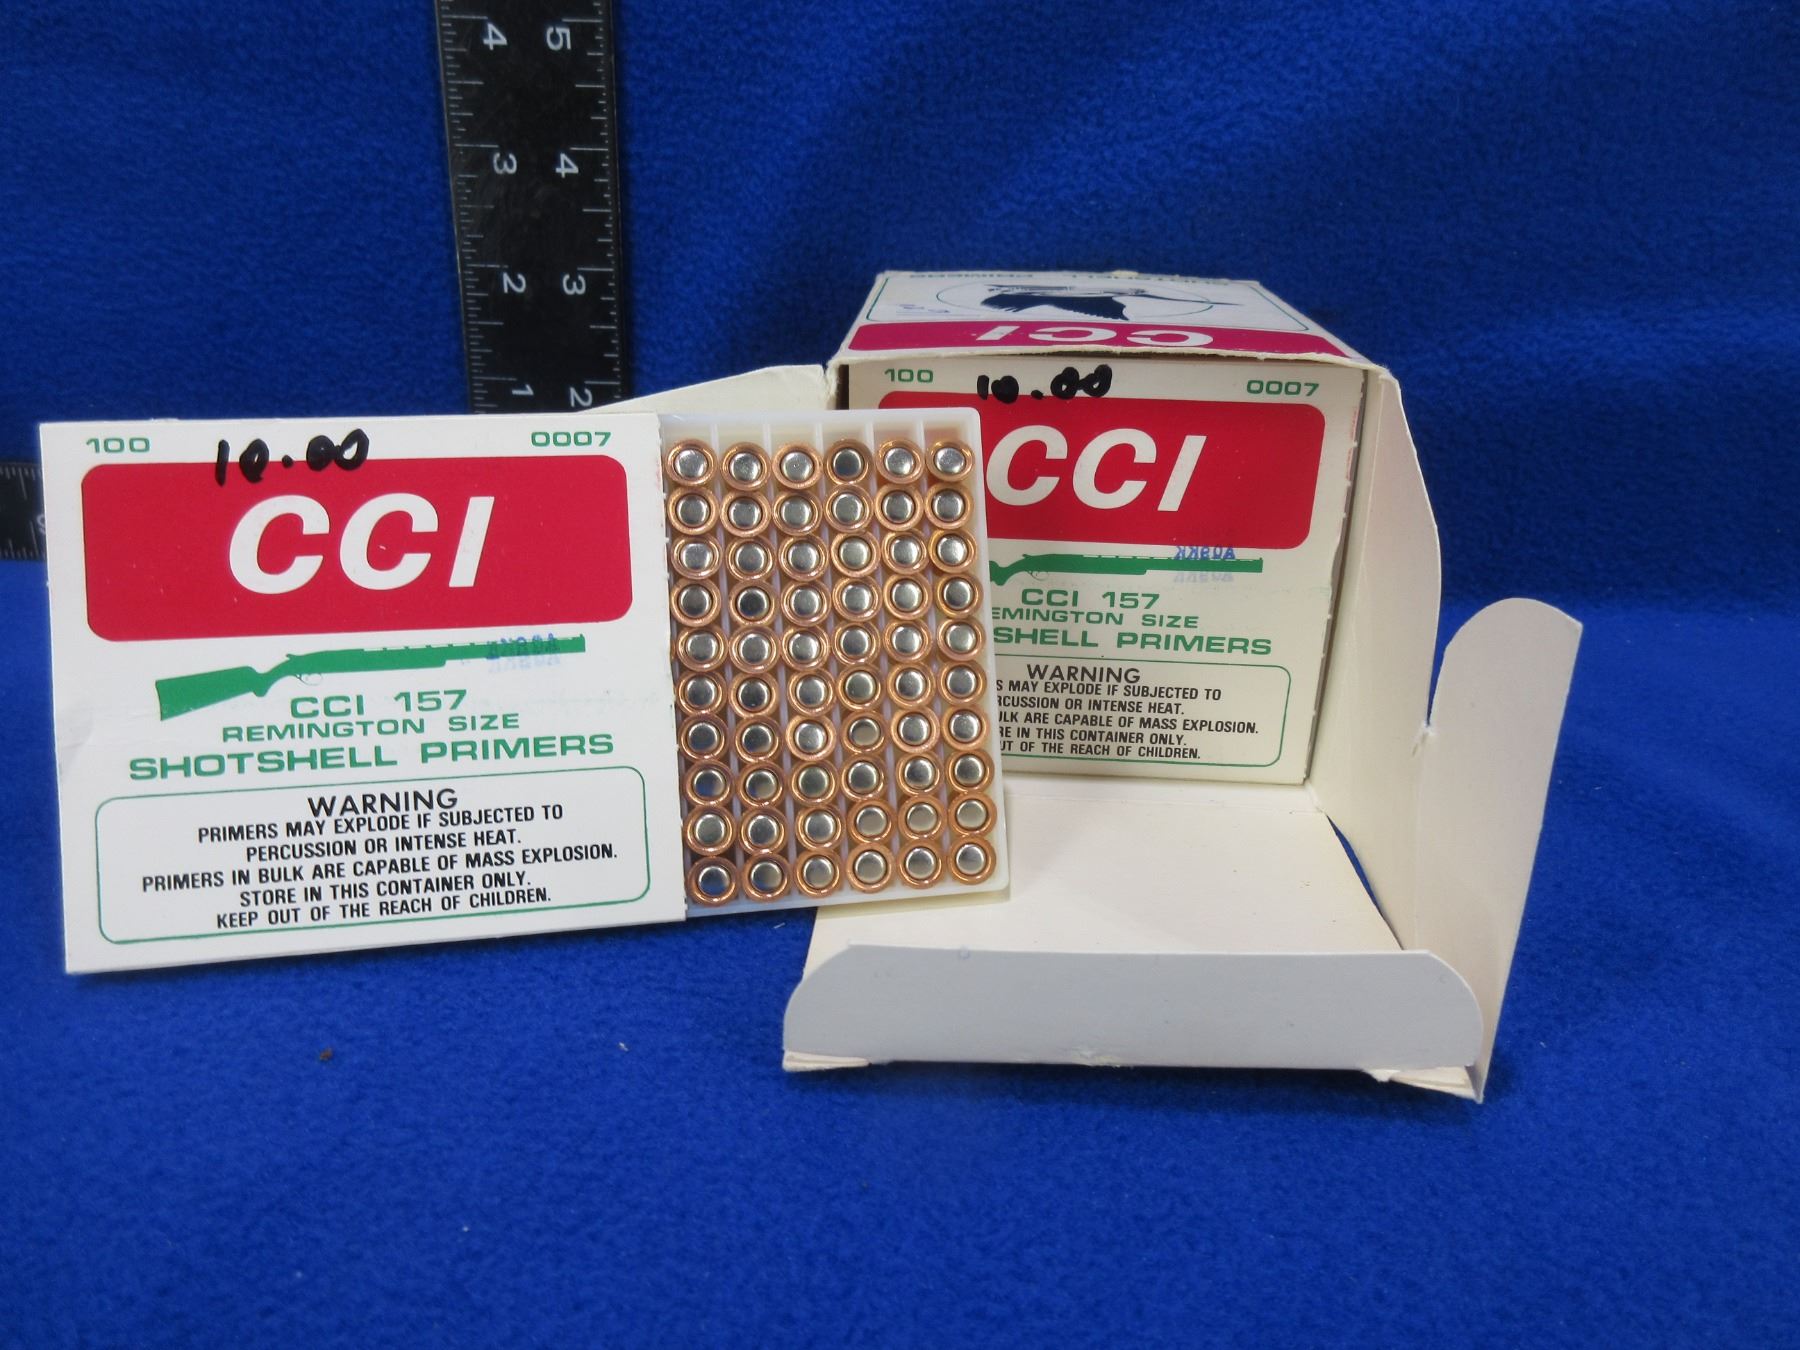 4 5
3 4
2 3
1 2
100 10.00 0007
CCI
CCI 157
REMINGTON SIZE
SHOTSHELL PRIMERS
WARNING
PRIMERS MAY EXPLODE IF SUBJECTED TO
PERCUSSION OR INTENSE HEAT.
PRIMERS IN BULK ARE CAPABLE OF MASS EXPLOSION.
STORE IN THIS CONTAINER ONLY.
KEEP OUT OF THE REACH OF CHILDREN.
PRIMERS
CCI
100 10.00 0007
CCI
CCI 157
EMINGTON SIZE
SHELL PRIMERS
WARNING
S MAY EXPLODE IF SUBJECTED TO
RCUSSION OR INTENSE HEAT.
ULK ARE CAPABLE OF MASS EXPLOSION.
RE IN THIS CONTAINER ONLY.
UT OF THE REACH OF CHILDREN.